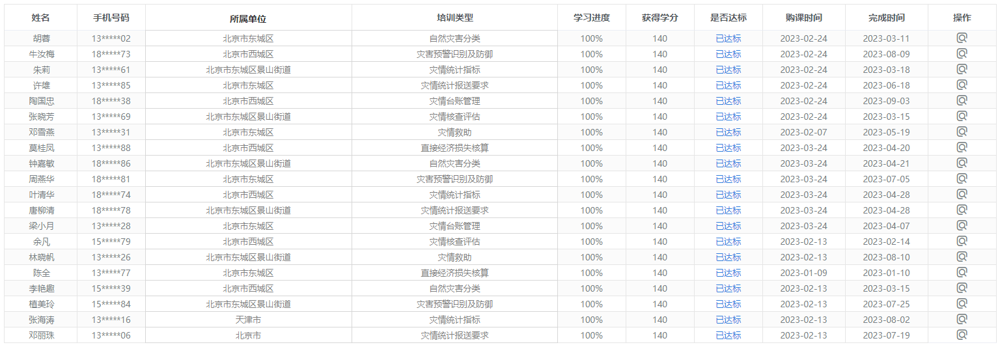 姓名 手机号码 所属单位 培训类型 学习进度 获得学分 是否达标 购课时间 完成时间 操作
胡蓉 13*****02 北京市东城区 自然灾害分类 100% 140 已达标 2023-02-24 2023-03-11
牛汝梅 18*****73 北京市西城区 灾害预警识别及防御 100% 140 已达标 2023-02-24 2023-08-09
朱莉 13*****61 北京市东城区景山街道 灾情统计指标 100% 140 已达标 2023-02-24 2023-03-18
许雄 13*****85 北京市东城区 灾情统计报送要求 100% 140 已达标 2023-02-24 2023-06-18
陶国忠 18*****38 北京市西城区 灾情台账管理 100% 140 已达标 2023-02-24 2023-09-03
张晓芳 13*****69 北京市东城区景山街道 灾情核查评估 100% 140 已达标 2023-02-24 2023-03-15
邓雪燕 13*****31 北京市东城区 灾情救助 100% 140 已达标 2023-02-07 2023-05-19
莫桂凤 13*****88 北京市西城区 直接经济损失核算 100% 140 已达标 2023-03-24 2023-04-20
钟嘉敏 18*****86 北京市东城区景山街道 自然灾害分类 100% 140 已达标 2023-03-24 2023-04-21
周燕华 18*****81 北京市东城区 灾害预警识别及防御 100% 140 已达标 2023-03-24 2023-07-05
叶清华 18*****74 北京市西城区 灾情统计指标 100% 140 已达标 2023-03-24 2023-04-28
唐柳清 18*****78 北京市东城区景山街道 灾情统计报送要求 100% 140 已达标 2023-03-24 2023-04-28
梁小月 13*****28 北京市东城区 灾情台账管理 100% 140 已达标 2023-03-24 2023-04-07
余凡 15*****79 北京市西城区 灾情核查评估 100% 140 已达标 2023-02-13 2023-02-14
林晓帆 13*****26 北京市东城区景山街道 灾情救助 100% 140 已达标 2023-02-13 2023-08-10
陈全 13*****77 北京市东城区 直接经济损失核算 100% 140 已达标 2023-01-09 2023-01-10
李艳趣 15*****39 北京市西城区 自然灾害分类 100% 140 已达标 2023-02-13 2023-03-15
植美玲 15*****84 北京市东城区景山街道 灾害预警识别及防御 100% 140 已达标 2023-02-13 2023-07-25
张海涛 13*****16 天津市 灾情统计指标 100% 140 已达标 2023-02-13 2023-08-02
邓丽珠 13*****06 北京市 灾情统计报送要求 100% 140 已达标 2023-02-13 2023-07-19